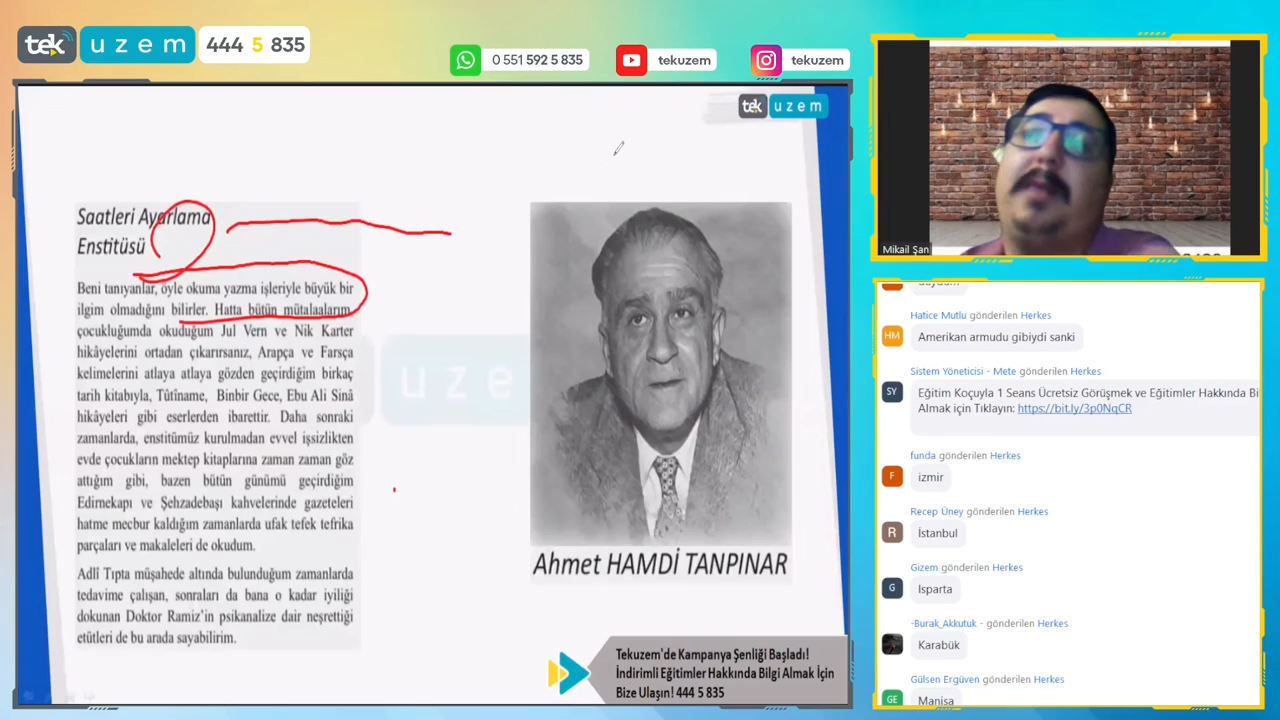 tek
uzem
444 5 835
0 551 592 5 835
tekuzem
tekuzem
tek uzem
Saatleri Ayarlama
Enstitüsü
Beni tanıyanlar, öyle okuma yazma işleriyle büyük bir
ilgim olmadığını bilirler. Hatta bütün mütalaalarım,
çocukluğumda okuduğum Jul Vern ve Nik Karter
hikâyelerini ortadan çıkarırsanız, Arapça ve Farsça
kelimelerini atlaya atlaya gözden geçirdiğim birkaç
tarih kitabıyla, Tûtîname, Binbir Gece, Ebu Ali Sinâ
hikâyeleri gibi eserlerden ibarettir. Daha sonraki
zamanlarda, enstitümüz kurulmadan evvel işsizlikten
evde çocukların mektep kitaplarına zaman zaman göz
attığım gibi, bazen bütün günümü geçirdiğim
Edirnekapı ve Şehzadebaşı kahvelerinde gazeteleri
hatme mecbur kaldığım zamanlarda ufak tefek tefrika
parçaları ve makaleleri de okudum.
Adlî Tıpta müşahede altında bulunduğum zamanlarda
tedavime çalışan, sonraları da bana o kadar iyiliği
dokunan Doktor Ramiz'in psikanalize dair neşrettiği
etütleri de bu arada sayabilirim.
uzem
Ahmet HAMDİ TANPINAR
Tekuzem'de Kampanya Şenliği Başladı!
İndirimli Eğitimler Hakkında Bilgi Almak İçin
Bize Ulaşın! 444 5 835
Mikail Şan
Hatice Mutlu gönderilen Herkes
HM
Amerikan armudu gibiydi sanki
Sistem Yöneticisi - Mete gönderilen Herkes
SY
Eğitim Koçuyla 1 Seans Ücretsiz Görüşmek ve Eğitimler Hakkında Bi
Almak için Tıklayın: https://bit.ly/3p0NqCR
funda gönderilen Herkes
F
izmir
Recep Üney gönderilen Herkes
R
İstanbul
Gizem gönderilen Herkes
G
Isparta
-Burak_Akkutuk - gönderilen Herkes
Karabük
Gülsen Ergüven gönderilen Herkes
GE
Manisa